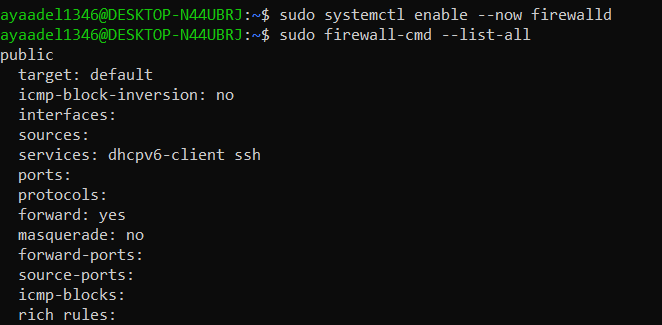 ayaadel1346@DESKTOP-N44UBRJ:~$ sudo systemctl enable --now firewalld
ayaadel1346@DESKTOP-N44UBRJ:~$ sudo firewall-cmd --list-all
public
  target: default
  icmp-block-inversion: no
  interfaces:
  sources:
  services: dhcpv6-client ssh
  ports:
  protocols:
  forward: yes
  masquerade: no
  forward-ports:
  source-ports:
  icmp-blocks:
  rich rules: